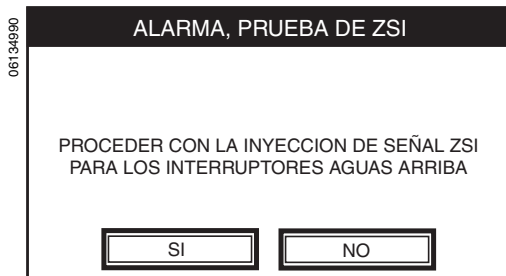 06134990
ALARMA, PRUEBA DE ZSI
PROCEDER CON LA INYECCION DE SEÑAL ZSI
PARA LOS INTERRUPTORES AGUAS ARRIBA
SI NO